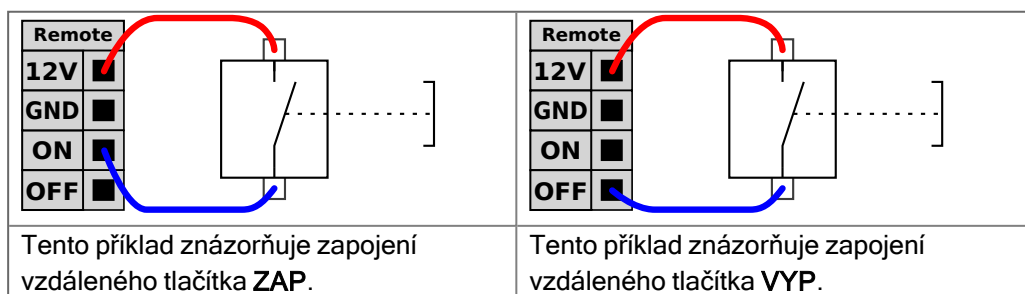 Remote
12V
GND
ON
OFF
Tento příklad znázorňuje zapojení
vzdáleného tlačítka ZAP.
Remote
12V
GND
ON
OFF
Tento příklad znázorňuje zapojení
vzdáleného tlačítka VYP.